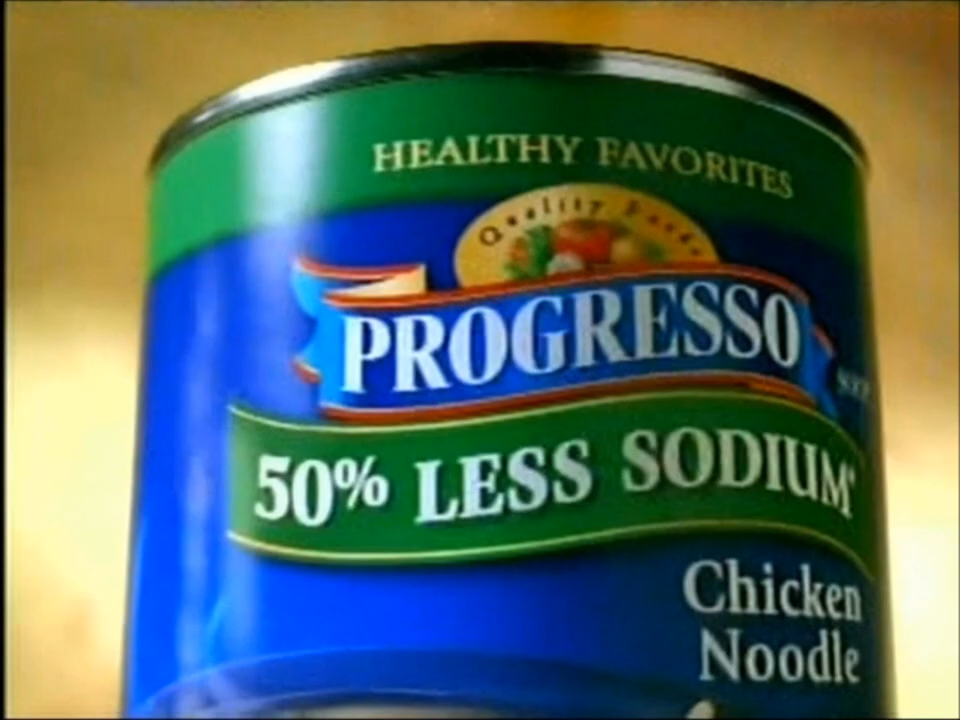 HEALTHY FAVORITES
Quality Foods
PROGRESSO
50% LESS SODIUM*
Chicken
Noodle